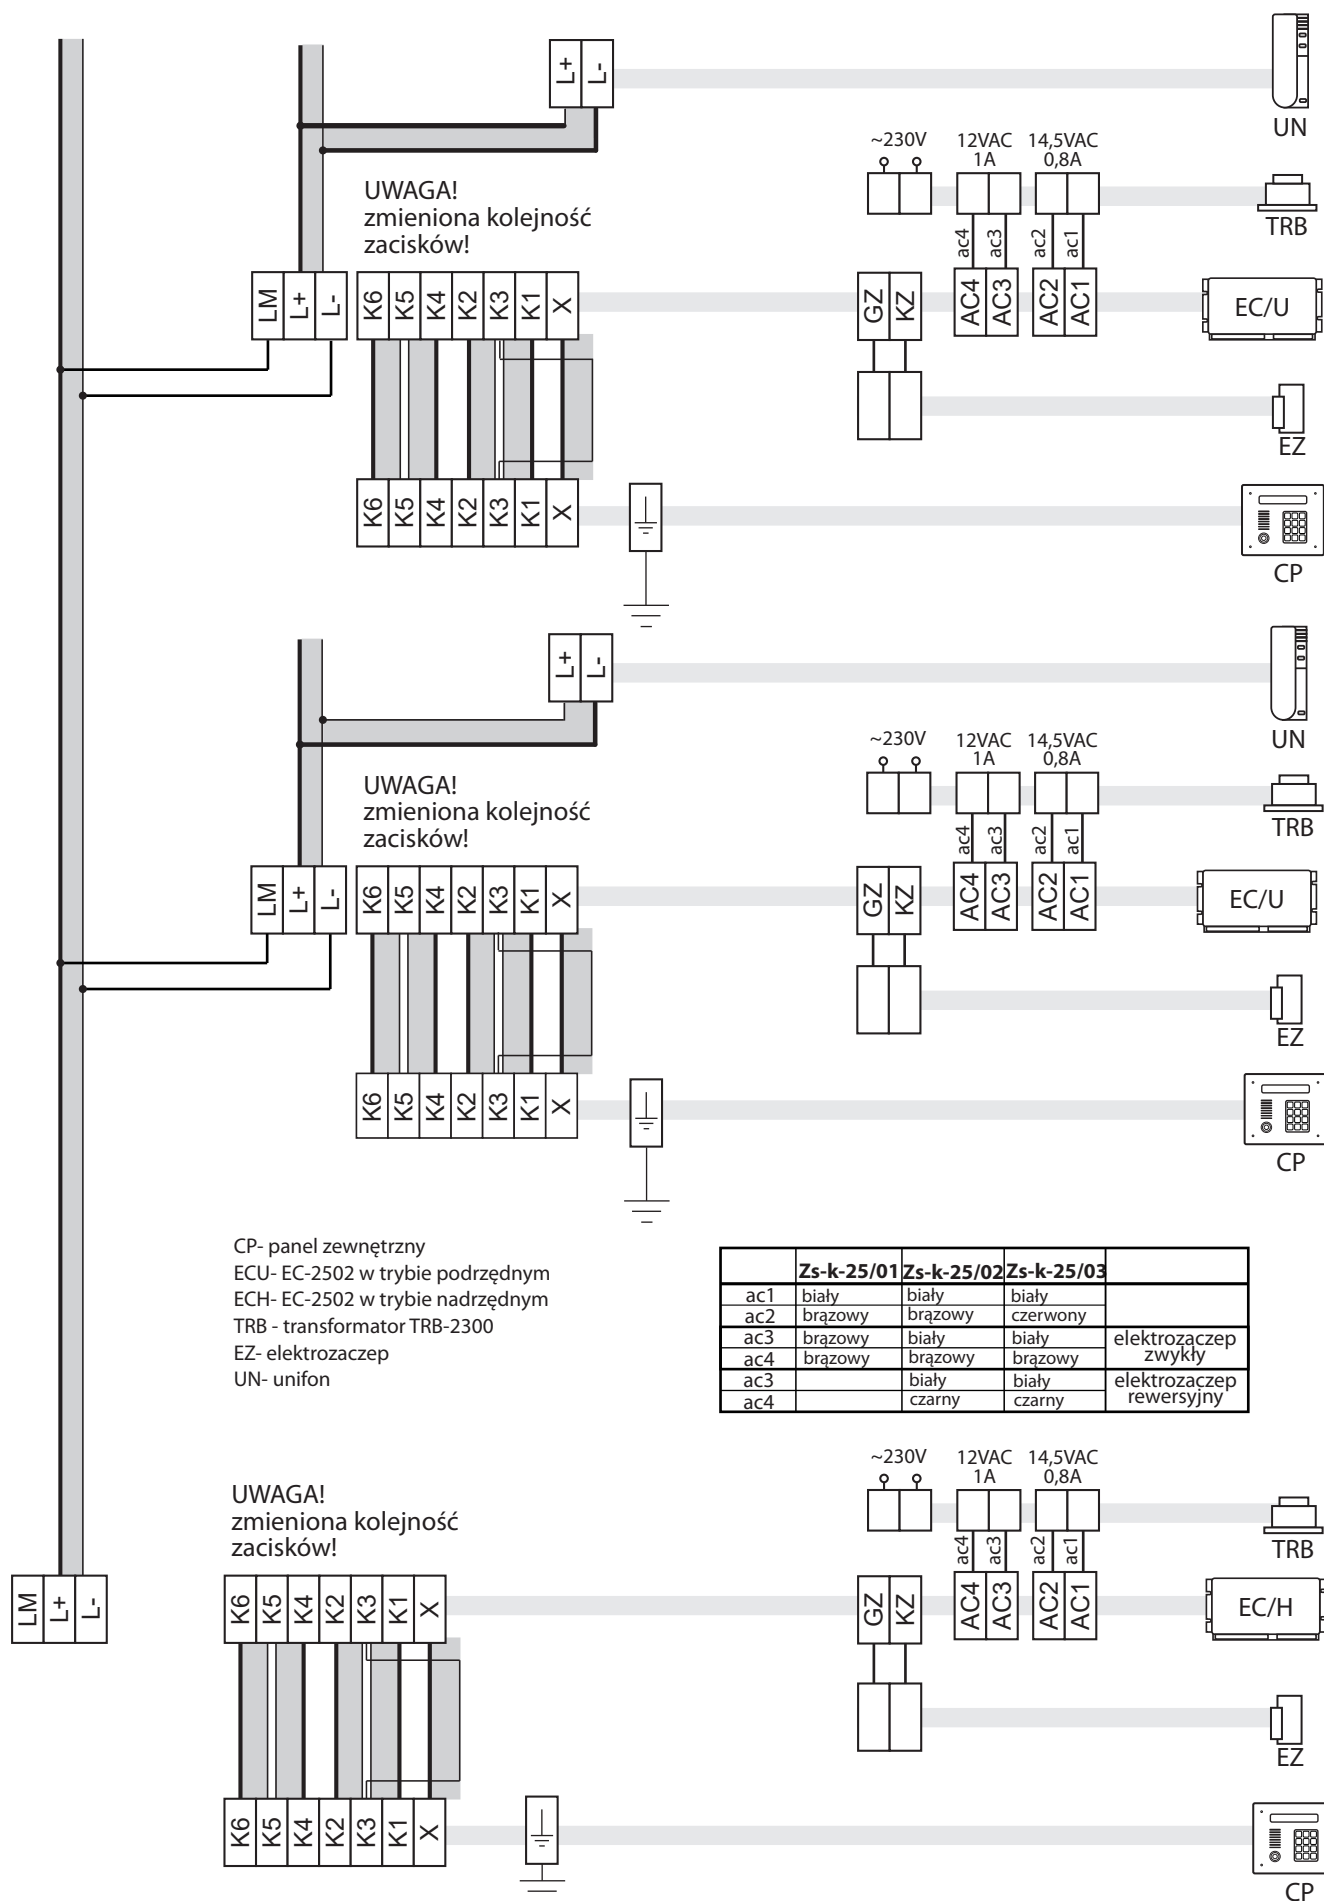 L+ L-
UN
~230V 12VAC 14,5VAC
1A 0,8A
TRB
UWAGA!
zmieniona kolejność
zacisków!
ac4 ac3 ac2 ac1
LM L+ L- K6 K5 K4 K2 K3 K1 X GZ KZ AC4 AC3 AC2 AC1 EC/U
EZ
K6 K5 K4 K2 K3 K1 X
CP
L+ L-
UN
~230V 12VAC 14,5VAC
1A 0,8A
TRB
UWAGA!
zmieniona kolejność
zacisków!
ac4 ac3 ac2 ac1
LM L+ L- K6 K5 K4 K2 K3 K1 X GZ KZ AC4 AC3 AC2 AC1 EC/U
EZ
K6 K5 K4 K2 K3 K1 X
CP
CP- panel zewnętrzny
ECU- EC-2502 w trybie podrzędnym
ECH- EC-2502 w trybie nadrzędnym
TRB - transformator TRB-2300
EZ- elektrozaczep
UN- unifon
Zs-k-25/01 Zs-k-25/02 Zs-k-25/03
ac1 biały biały biały
ac2 brązowy brązowy czerwony
ac3 brązowy biały biały elektrozaczep
ac4 brązowy brązowy brązowy zwykły
ac3 biały biały elektrozaczep
ac4 czarny czarny rewersyjny
~230V 12VAC 14,5VAC
1A 0,8A
TRB
UWAGA!
zmieniona kolejność
zacisków!
ac4 ac3 ac2 ac1
LM L+ L- K6 K5 K4 K2 K3 K1 X GZ KZ AC4 AC3 AC2 AC1 EC/H
EZ
K6 K5 K4 K2 K3 K1 X
CP